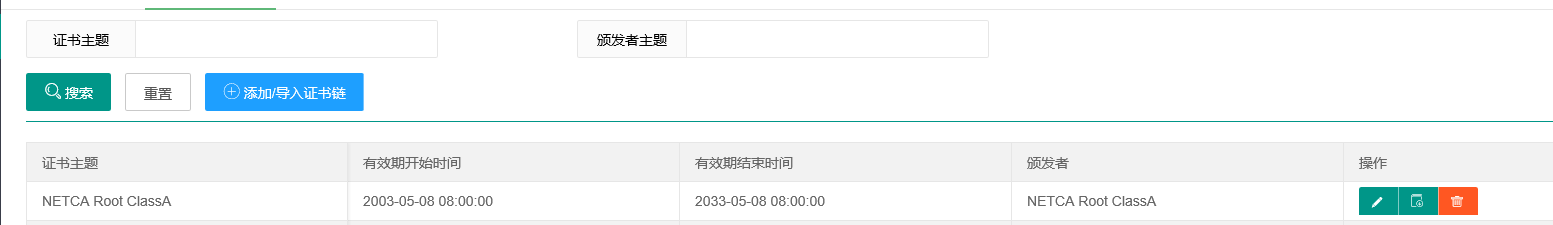 证书主题 颁发者主题
搜索 重置 添加/导入证书链
证书主题 有效期开始时间 有效期结束时间 颁发者 操作
NETCA Root ClassA 2003-05-08 08:00:00 2033-05-08 08:00:00 NETCA Root ClassA